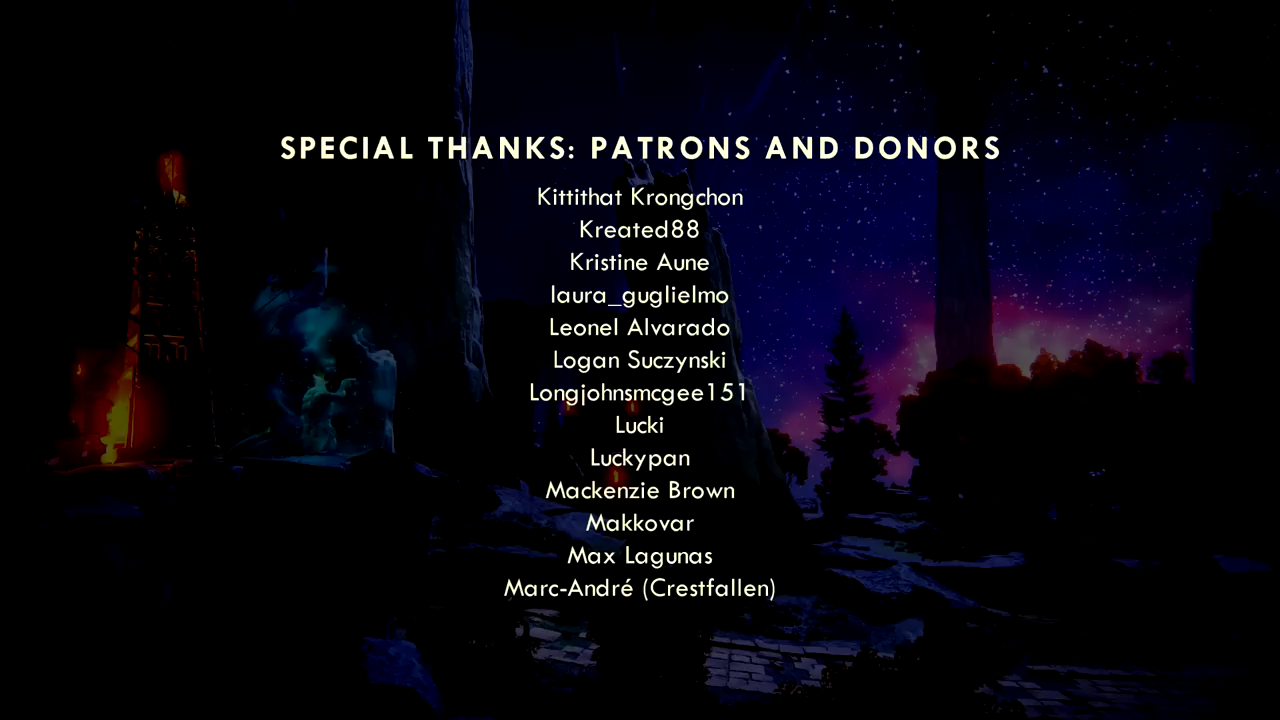 SPECIAL THANKS: PATRONS AND DONORS
Kittithat Krongchon
Kreated88
Kristine Aune
laura_guglielmo
Leonel Alvarado
Logan Suczynski
Longjohnsmcgee151
Lucki
Luckypan
Mackenzie Brown
Makkovar
Max Lagunas
Marc-André (Crestfallen)